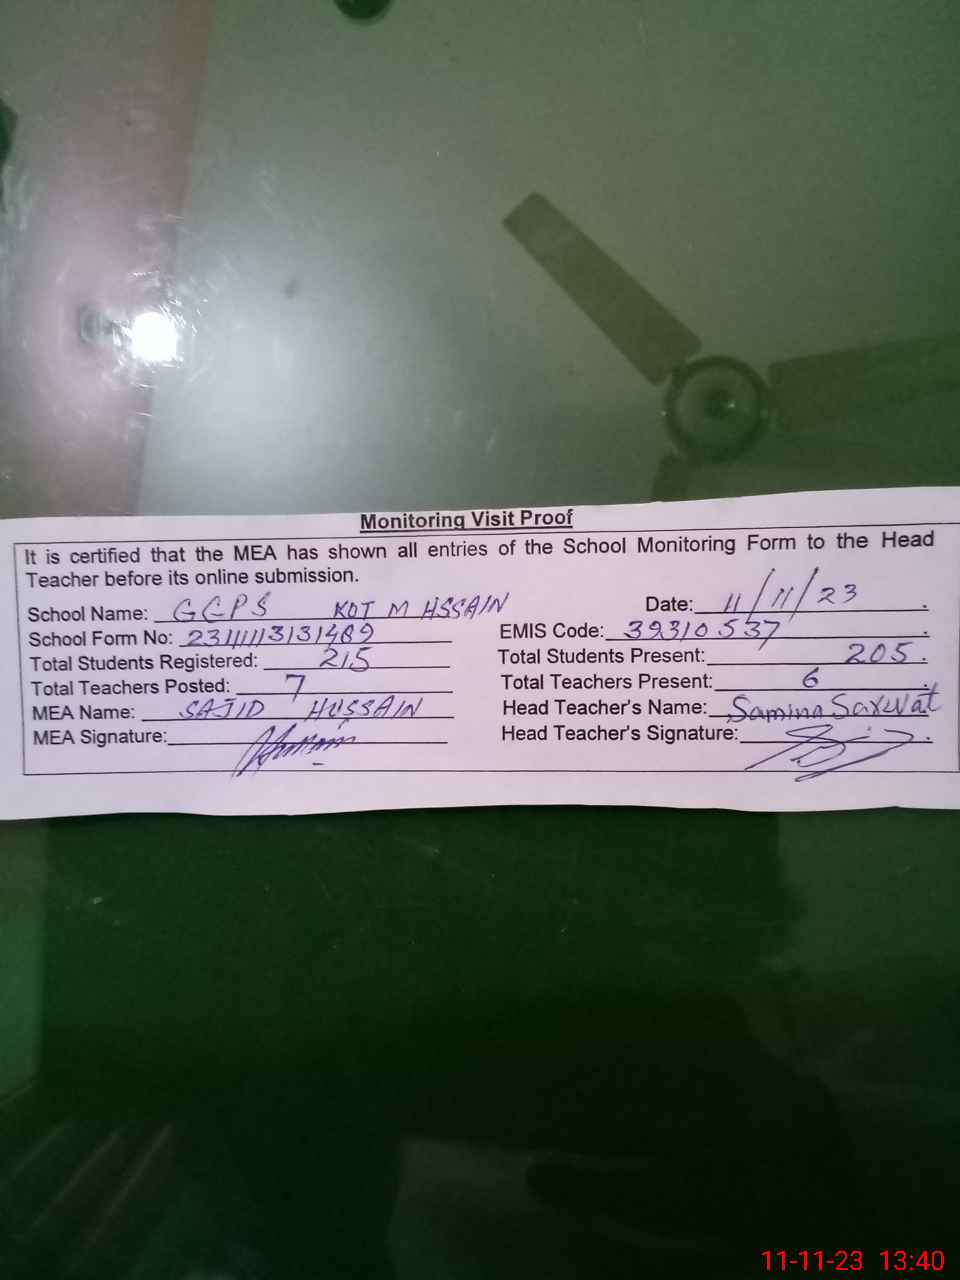 Monitoring Visit Proof
It is certified that the MEA has shown all entries of the School Monitoring Form to the Head
Teacher before its online submission.
School Name: GGPS KOT M HSSAIN Date: 11/11/23
School Form No: EMIS Code: 39310537
Total Students Registered: 215 Total Students Present: 205
Total Teachers Posted: 7 Total Teachers Present: 6
MEA Name: SAJID HUSSAIN Head Teacher's Name: Samina Sarwat
MEA Signature: Head Teacher's Signature:
11-11-23 13:40